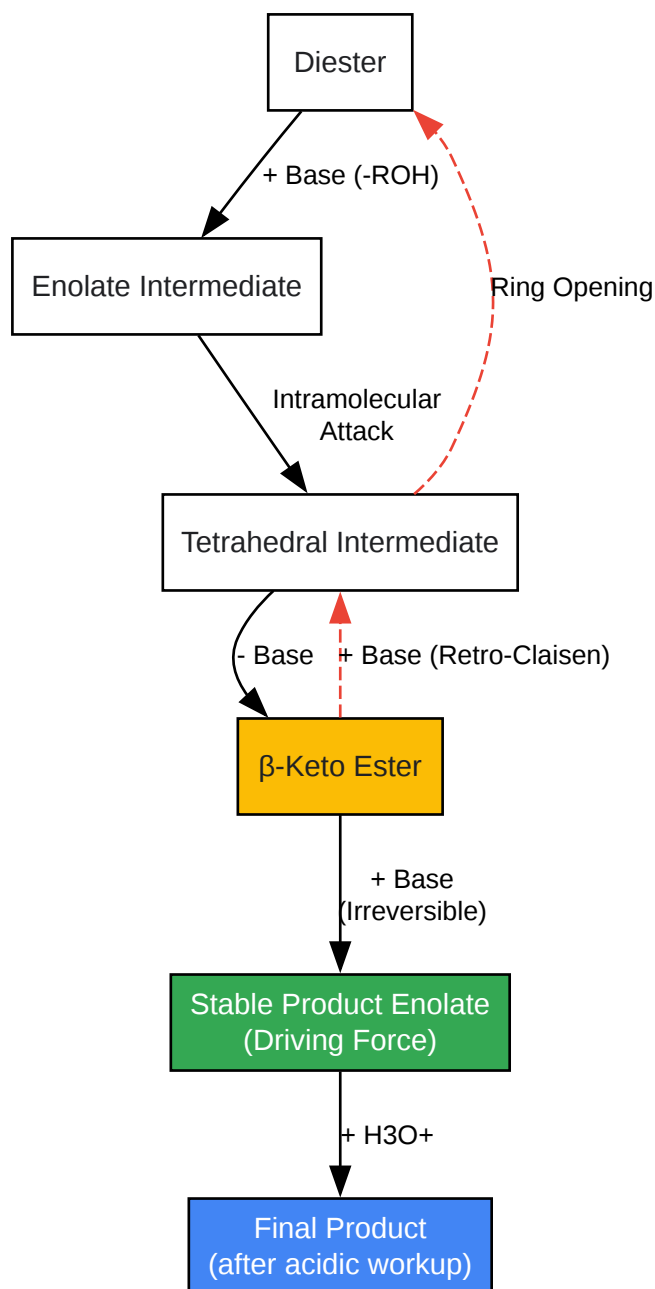 Diester
+ Base (-ROH)
Enolate Intermediate
Ring Opening
Intramolecular
Attack
Tetrahedral Intermediate
- Base
+ Base (Retro-Claisen)
β-Keto Ester
+ Base
(Irreversible)
Stable Product Enolate
(Driving Force)
+ H3O+
Final Product
(after acidic workup)